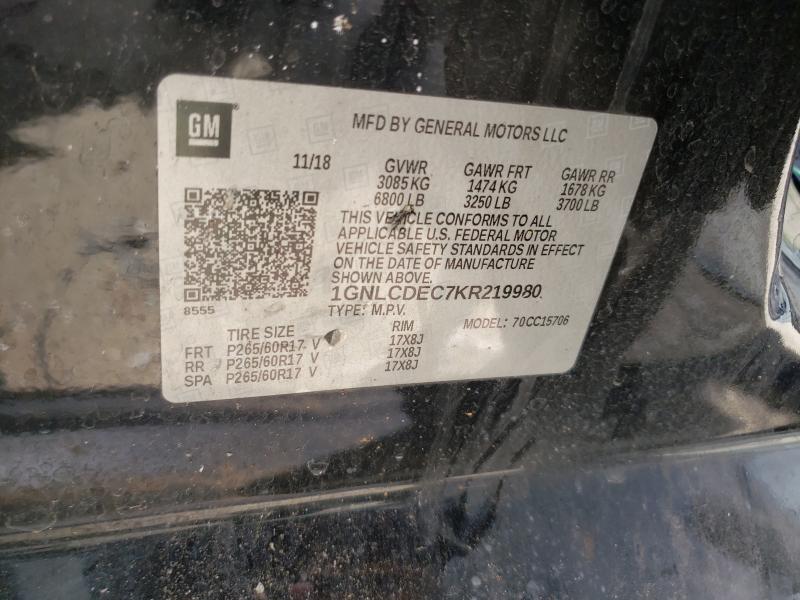 GM
MFD BY GENERAL MOTORS LLC
11/18 GVWR GAWR FRT GAWR RR
3085 KG 1474 KG 1678 KG
6800 LB 3250 LB 3700 LB
THIS VEHICLE CONFORMS TO ALL
APPLICABLE U.S. FEDERAL MOTOR
VEHICLE SAFETY STANDARDS IN EFFECT
ON THE DATE OF MANUFACTURE
SHOWN ABOVE.
1GNLCDEC7KR219980
8555 TYPE: M.P.V. MODEL: 70CC15706
TIRE SIZE RIM
FRT P265/60R17 V 17X8J
RR P265/60R17 V 17X8J
SPA P265/60R17 V 17X8J